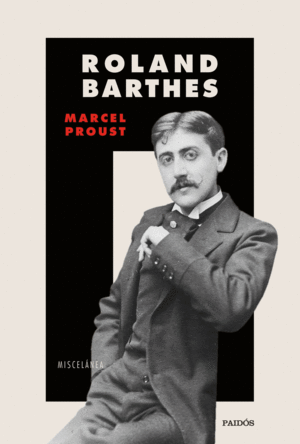 ROLAND
BARTHES
MARCEL
PROUST
MISCELÁNEA
PAIDÓS